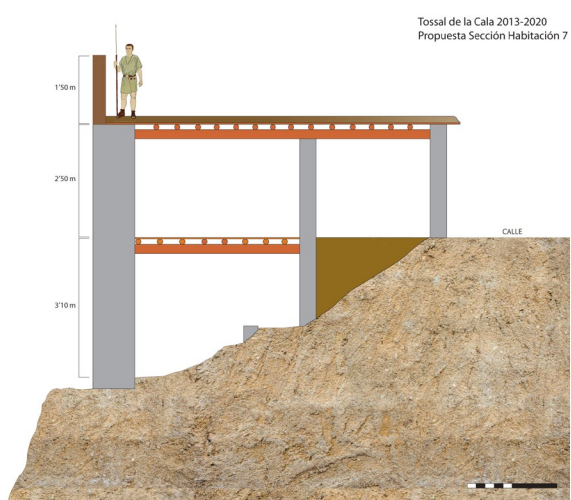 Tossal de la Cala 2013-2020
Propuesta Sección Habitación 7
1'50 m
2'50 m
CALLE
3'10 m